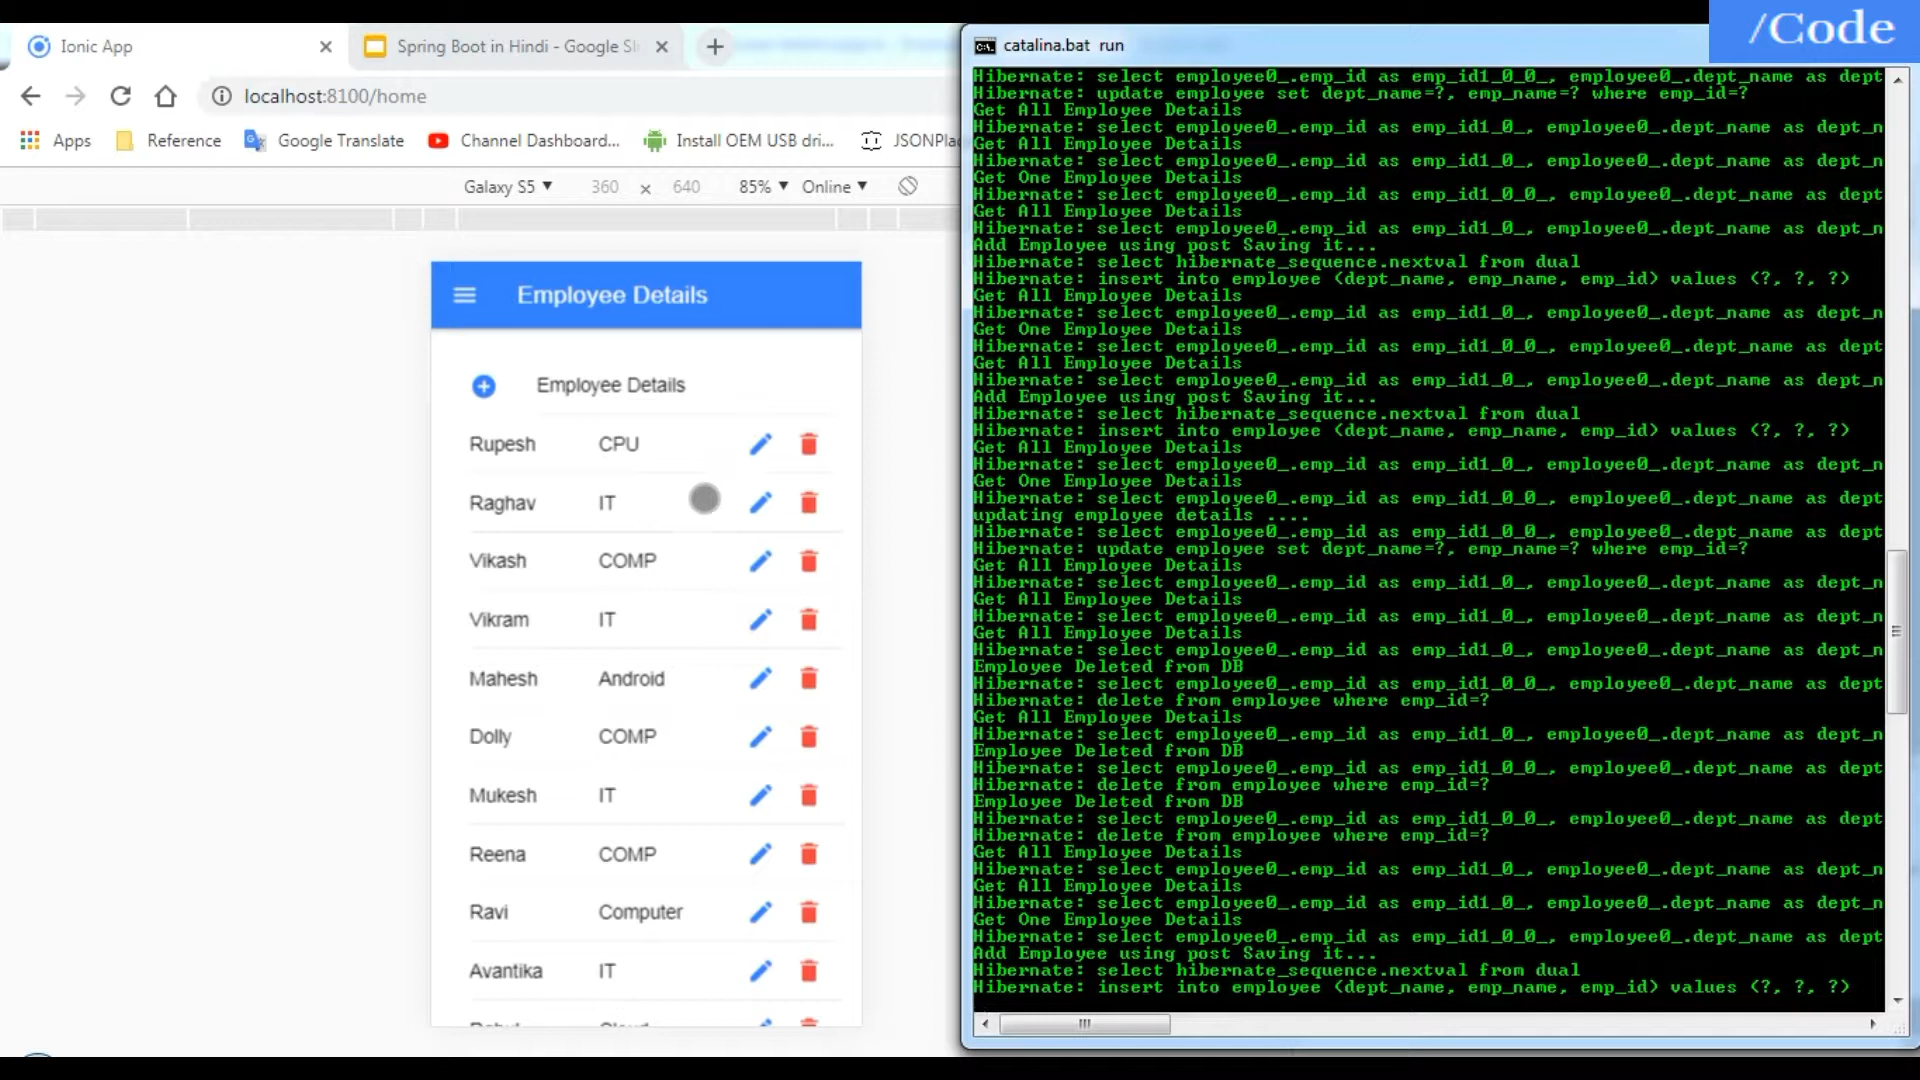 Ionic App
Spring Boot in Hindi - Google Sli
catalina.bat run
/Code
localhost:8100/home
Apps
Reference
Google Translate
Channel Dashboard...
Install OEM USB dri...
JSONPlac
Galaxy S5 360 x 640 85% Online
Employee Details
Employee Details
Rupesh CPU
Raghav IT
Vikash COMP
Vikram IT
Mahesh Android
Dolly COMP
Mukesh IT
Reena COMP
Ravi Computer
Avantika IT
Hibernate: select employee0_.emp_id as emp_id1_0_0_, employee0_.dept_name as dept
Hibernate: update employee set dept_name=?, emp_name=? where emp_id=?
Get All Employee Details
Hibernate: select employee0_.emp_id as emp_id1_0_, employee0_.dept_name as dept_n
Get All Employee Details
Hibernate: select employee0_.emp_id as emp_id1_0_, employee0_.dept_name as dept_n
Get One Employee Details
Hibernate: select employee0_.emp_id as emp_id1_0_0_, employee0_.dept_name as dept
Get All Employee Details
Hibernate: select employee0_.emp_id as emp_id1_0_, employee0_.dept_name as dept_n
Add Employee using post Saving it...
Hibernate: select hibernate_sequence.nextval from dual
Hibernate: insert into employee (dept_name, emp_name, emp_id) values (?, ?, ?)
Get All Employee Details
Hibernate: select employee0_.emp_id as emp_id1_0_, employee0_.dept_name as dept_n
Get One Employee Details
Hibernate: select employee0_.emp_id as emp_id1_0_0_, employee0_.dept_name as dept
Get All Employee Details
Hibernate: select employee0_.emp_id as emp_id1_0_, employee0_.dept_name as dept_n
Add Employee using post Saving it...
Hibernate: select hibernate_sequence.nextval from dual
Hibernate: insert into employee (dept_name, emp_name, emp_id) values (?, ?, ?)
Get All Employee Details
Hibernate: select employee0_.emp_id as emp_id1_0_, employee0_.dept_name as dept_n
Get One Employee Details
Hibernate: select employee0_.emp_id as emp_id1_0_0_, employee0_.dept_name as dept
updating employee details ....
Hibernate: select employee0_.emp_id as emp_id1_0_0_, employee0_.dept_name as dept
Hibernate: update employee set dept_name=?, emp_name=? where emp_id=?
Get All Employee Details
Hibernate: select employee0_.emp_id as emp_id1_0_, employee0_.dept_name as dept_n
Get All Employee Details
Hibernate: select employee0_.emp_id as emp_id1_0_, employee0_.dept_name as dept_n
Get All Employee Details
Hibernate: select employee0_.emp_id as emp_id1_0_, employee0_.dept_name as dept_n
Employee Deleted from DB
Hibernate: select employee0_.emp_id as emp_id1_0_0_, employee0_.dept_name as dept
Hibernate: delete from employee where emp_id=?
Get All Employee Details
Hibernate: select employee0_.emp_id as emp_id1_0_, employee0_.dept_name as dept_n
Employee Deleted from DB
Hibernate: select employee0_.emp_id as emp_id1_0_0_, employee0_.dept_name as dept
Hibernate: delete from employee where emp_id=?
Employee Deleted from DB
Hibernate: select employee0_.emp_id as emp_id1_0_0_, employee0_.dept_name as dept
Hibernate: delete from employee where emp_id=?
Get All Employee Details
Hibernate: select employee0_.emp_id as emp_id1_0_, employee0_.dept_name as dept_n
Get All Employee Details
Hibernate: select employee0_.emp_id as emp_id1_0_, employee0_.dept_name as dept_n
Get One Employee Details
Hibernate: select employee0_.emp_id as emp_id1_0_0_, employee0_.dept_name as dept
Add Employee using post Saving it...
Hibernate: select hibernate_sequence.nextval from dual
Hibernate: insert into employee (dept_name, emp_name, emp_id) values (?, ?, ?)